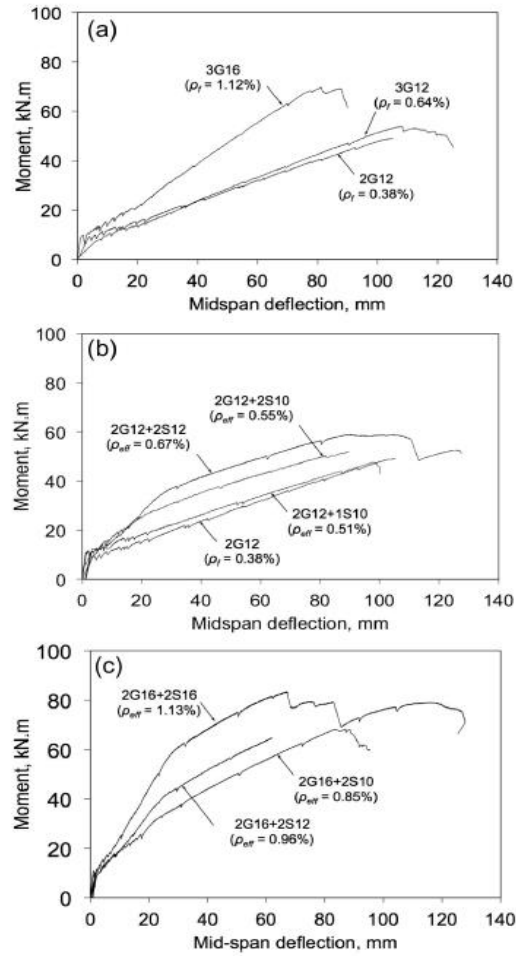 (a)
Moment, kN.m
100
80
60
40
20
0
3G16
(ρf = 1.12%)
3G12
(ρf = 0.64%)
2G12
(ρf = 0.38%)
0 20 40 60 80 100 120 140
Midspan deflection, mm
(b)
Moment, kN.m
100
80
60
40
20
0
2G12+2S10
(ρeff = 0.55%)
2G12+2S12
(ρeff = 0.67%)
2G12+1S10
(ρeff = 0.51%)
2G12
(ρf = 0.38%)
0 20 40 60 80 100 120 140
Midspan deflection, mm
(c)
Moment, kN.m
100
80
60
40
20
0
2G16+2S16
(ρeff = 1.13%)
2G16+2S10
(ρeff = 0.85%)
2G16+2S12
(ρeff = 0.96%)
0 20 40 60 80 100 120 140
Mid-span deflection, mm